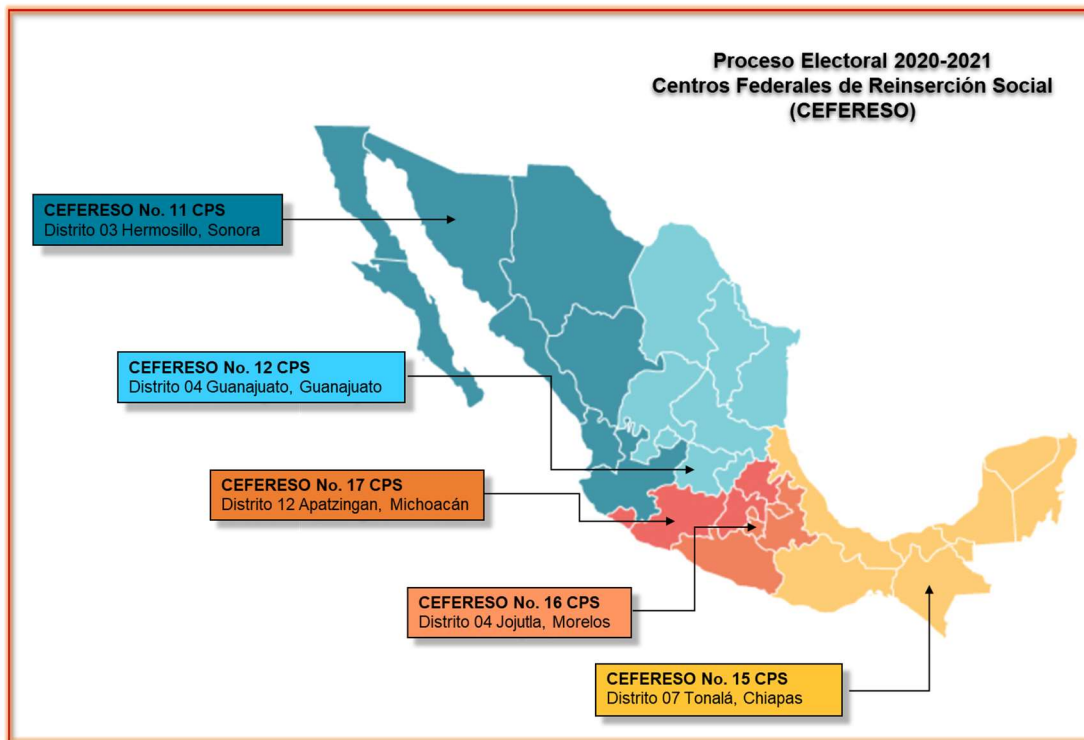 Proceso Electoral 2020-2021
Centros Federales de Reinserción Social
(CEFERESO)
CEFERESO No. 11 CPS
Distrito 03 Hermosillo, Sonora
CEFERESO No. 12 CPS
Distrito 04 Guanajuato, Guanajuato
CEFERESO No. 17 CPS
Distrito 12 Apatzingan, Michoacán
CEFERESO No. 16 CPS
Distrito 04 Jojutla, Morelos
CEFERESO No. 15 CPS
Distrito 07 Tonalá, Chiapas